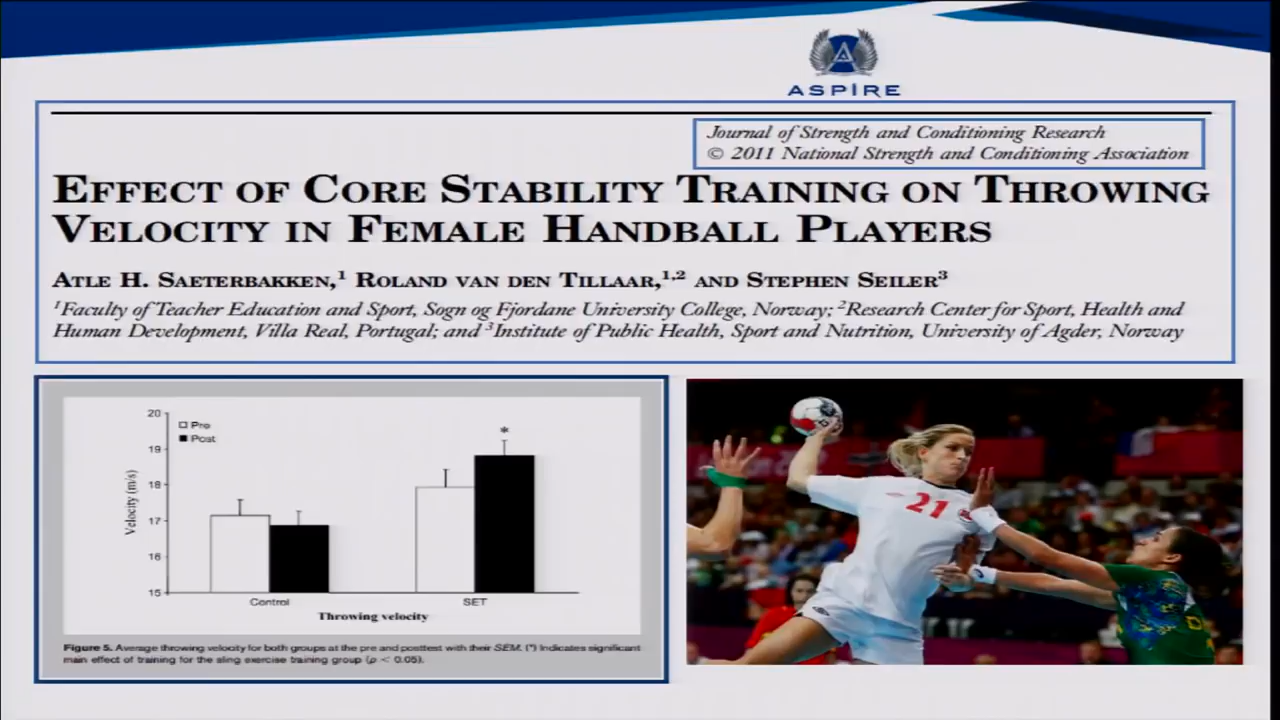 ASPIRE
Journal of Strength and Conditioning Research
© 2011 National Strength and Conditioning Association
EFFECT OF CORE STABILITY TRAINING ON THROWING
VELOCITY IN FEMALE HANDBALL PLAYERS
ATLE H. SAETERBAKKEN,¹ ROLAND VAN DEN TILLAAR,¹,² AND STEPHEN SEILER³
¹Faculty of Teacher Education and Sport, Sogn og Fjordane University College, Norway; ²Research Center for Sport, Health and
Human Development, Villa Real, Portugal; and ³Institute of Public Health, Sport and Nutrition, University of Agder, Norway
20
19
18
17
16
15
Velocity (m/s)
Pre
Post
*
Control
SET
Throwing velocity
Figure 5. Average throwing velocity for both groups at the pre and posttest with their SEM. (*) Indicates significant
main effect of training for the sling exercise training group (p < 0.05).
21